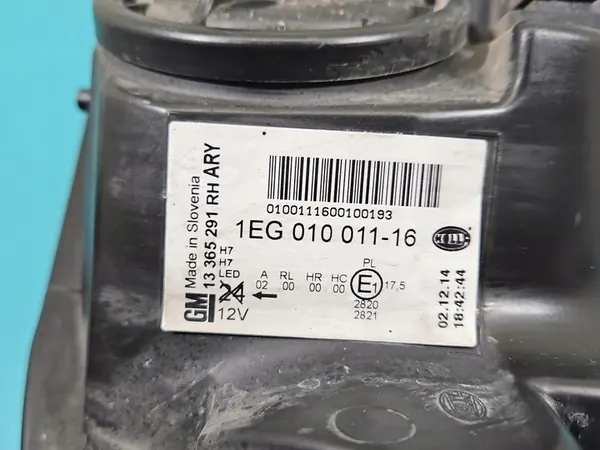 GM
Made in Slovenia
13 365 291 RH ARY
0100111600100193
1EG 010 011-16
HELLA
H7
H7
LED
24
12V
A RL HR HC
02 00 00 00
PL
E1 17,5
2820
2821
02.12.14
18:42:44